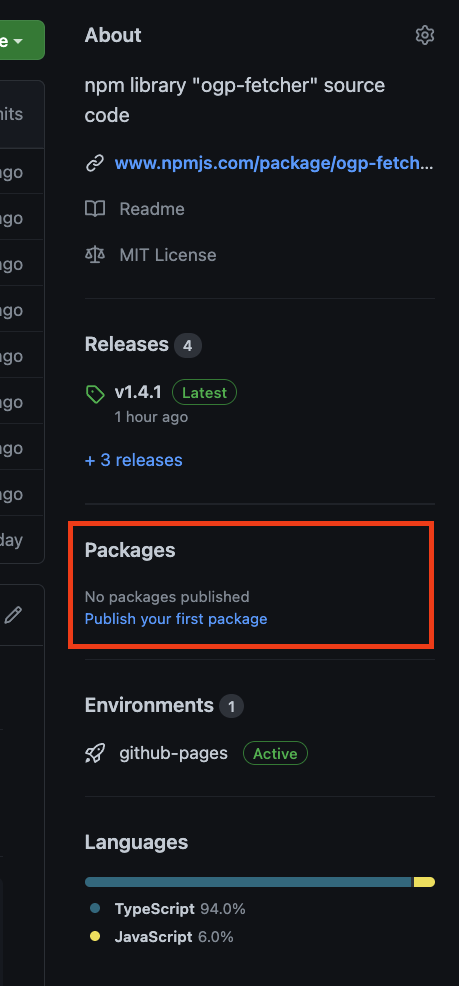 About
npm library "ogp-fetcher" source
code
www.npmjs.com/package/ogp-fetch...
Readme
MIT License
Releases 4
v1.4.1 Latest
1 hour ago
+ 3 releases
Packages
No packages published
Publish your first package
Environments 1
github-pages Active
Languages
TypeScript 94.0%
JavaScript 6.0%
e
nits
ago
ago
ago
ago
ago
ago
ago
ago
day